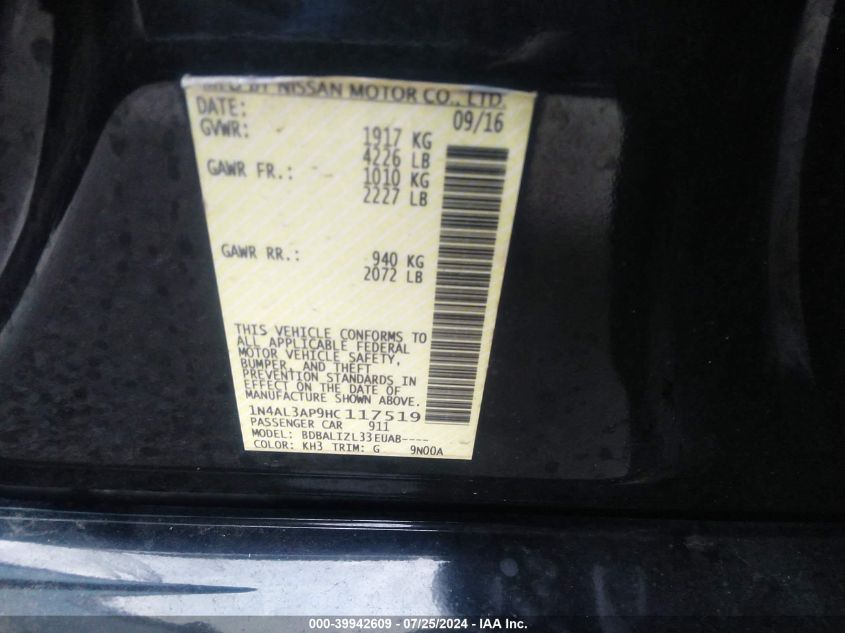 MFD BY NISSAN MOTOR CO., LTD.
DATE: 09/16
GVWR: 1917 KG
4226 LB
GAWR FR.: 1010 KG
2227 LB
GAWR RR.: 940 KG
2072 LB
THIS VEHICLE CONFORMS TO
ALL APPLICABLE FEDERAL
MOTOR VEHICLE SAFETY,
BUMPER, AND THEFT
PREVENTION STANDARDS IN
EFFECT ON THE DATE OF
MANUFACTURE SHOWN ABOVE.
1N4AL3AP9HC117519
PASSENGER CAR 911
MODEL: BDBALIZL33EUAB----
COLOR: KH3 TRIM: G 9N00A
000-39942609 - 07/25/2024 - IAA Inc.